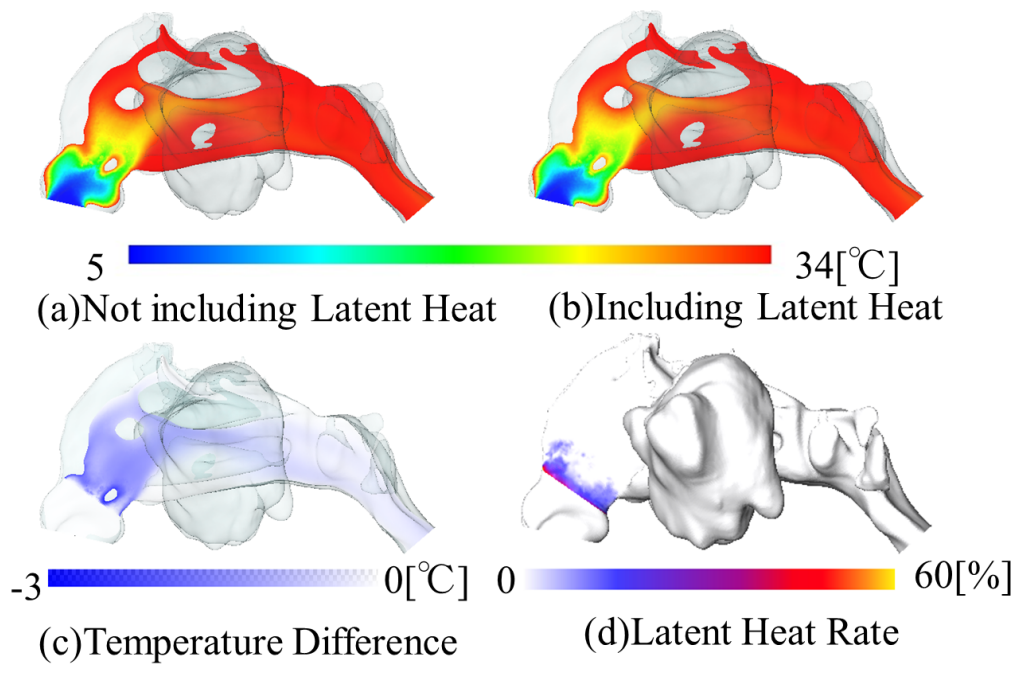 5 34[℃]
(a)Not including Latent Heat (b)Including Latent Heat
-3 0[℃] 0 60[%]
(c)Temperature Difference (d)Latent Heat Rate